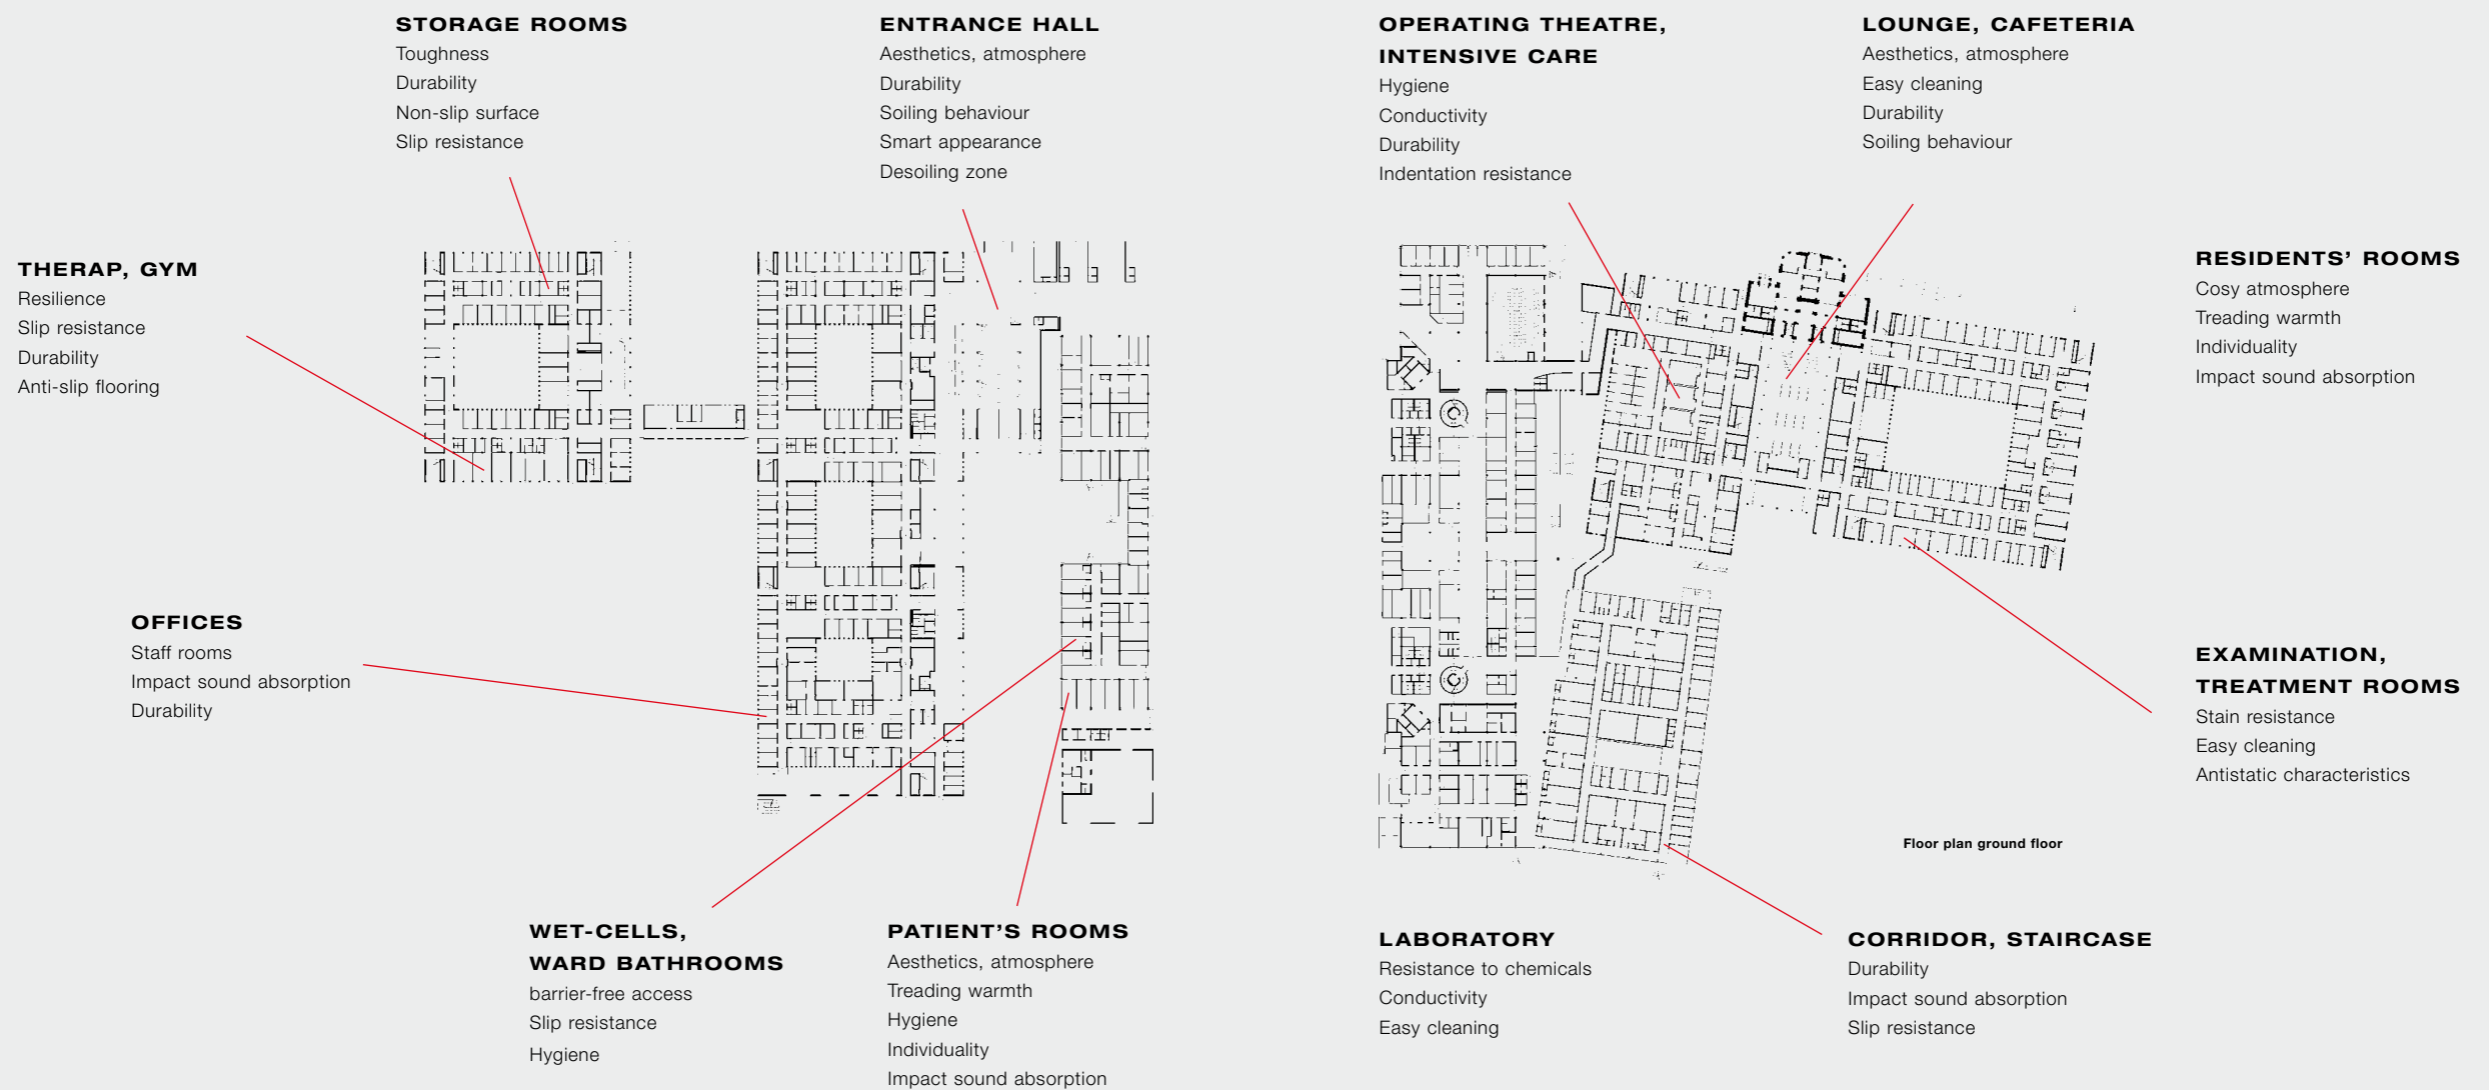 STORAGE ROOMS
Toughness
Durability
Non-slip surface
Slip resistance
ENTRANCE HALL
Aesthetics, atmosphere
Durability
Soiling behaviour
Smart appearance
Desoiling zone
OPERATING THEATRE,
INTENSIVE CARE
Hygiene
Conductivity
Durability
Indentation resistance
LOUNGE, CAFETERIA
Aesthetics, atmosphere
Easy cleaning
Durability
Soiling behaviour
THERAP, GYM
Resilience
Slip resistance
Durability
Anti-slip flooring
RESIDENTS’ ROOMS
Cosy atmosphere
Treading warmth
Individuality
Impact sound absorption
OFFICES
Staff rooms
Impact sound absorption
Durability
EXAMINATION,
TREATMENT ROOMS
Stain resistance
Easy cleaning
Antistatic characteristics
Floor plan ground floor
WET-CELLS,
WARD BATHROOMS
barrier-free access
Slip resistance
Hygiene
PATIENT’S ROOMS
Aesthetics, atmosphere
Treading warmth
Hygiene
Individuality
Impact sound absorption
LABORATORY
Resistance to chemicals
Conductivity
Easy cleaning
CORRIDOR, STAIRCASE
Durability
Impact sound absorption
Slip resistance